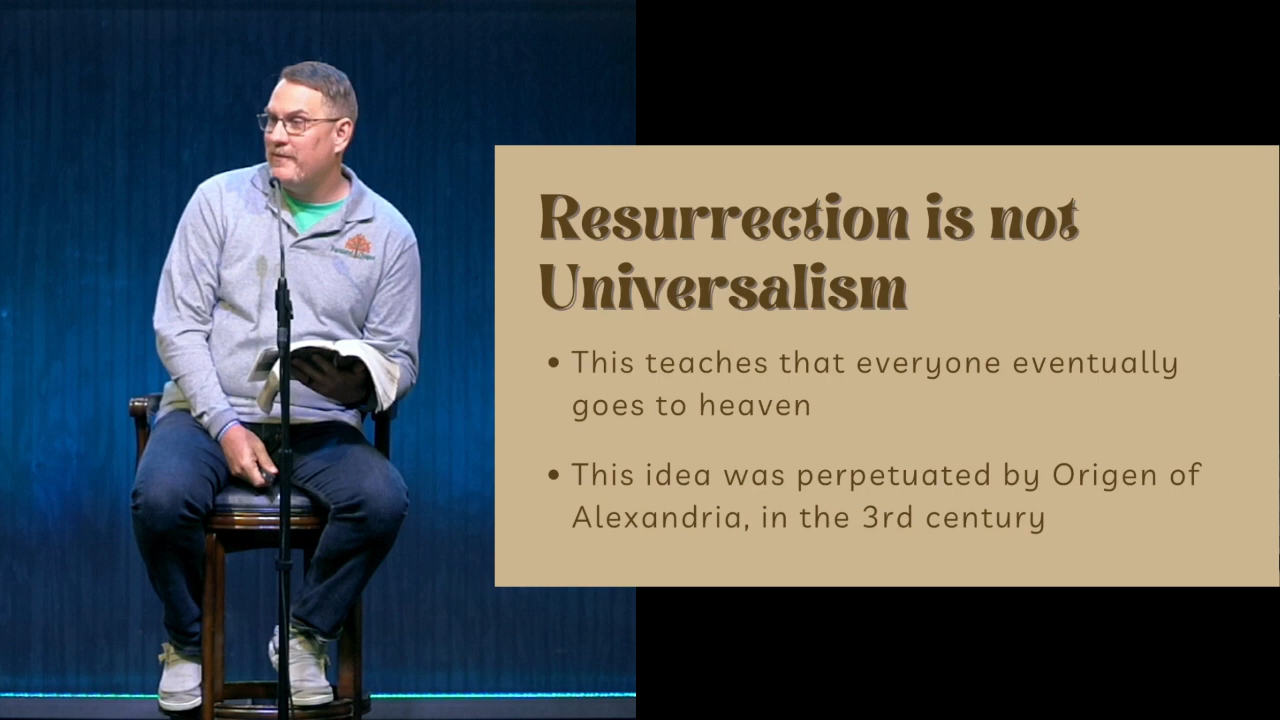 Resurrection is not
Universalism
• This teaches that everyone eventually
goes to heaven
• This idea was perpetuated by Origen of
Alexandria, in the 3rd century